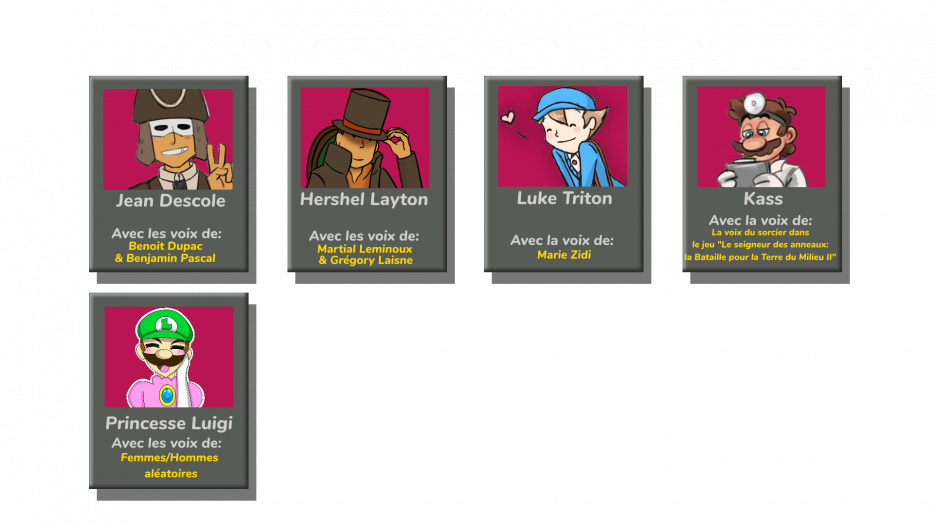 Jean Descole
Avec les voix de:
Benoit Dupac
& Benjamin Pascal
Hershel Layton
Avec les voix de:
Martial Leminoux
& Grégory Laisne
Luke Triton
Avec la voix de:
Marie Zidi
Kass
Avec la voix de:
La voix du sorcier dans
le jeu "Le seigneur des anneaux:
la Bataille pour la Terre du Milieu II"
L
Princesse Luigi
Avec les voix de:
Femmes/Hommes
aléatoires